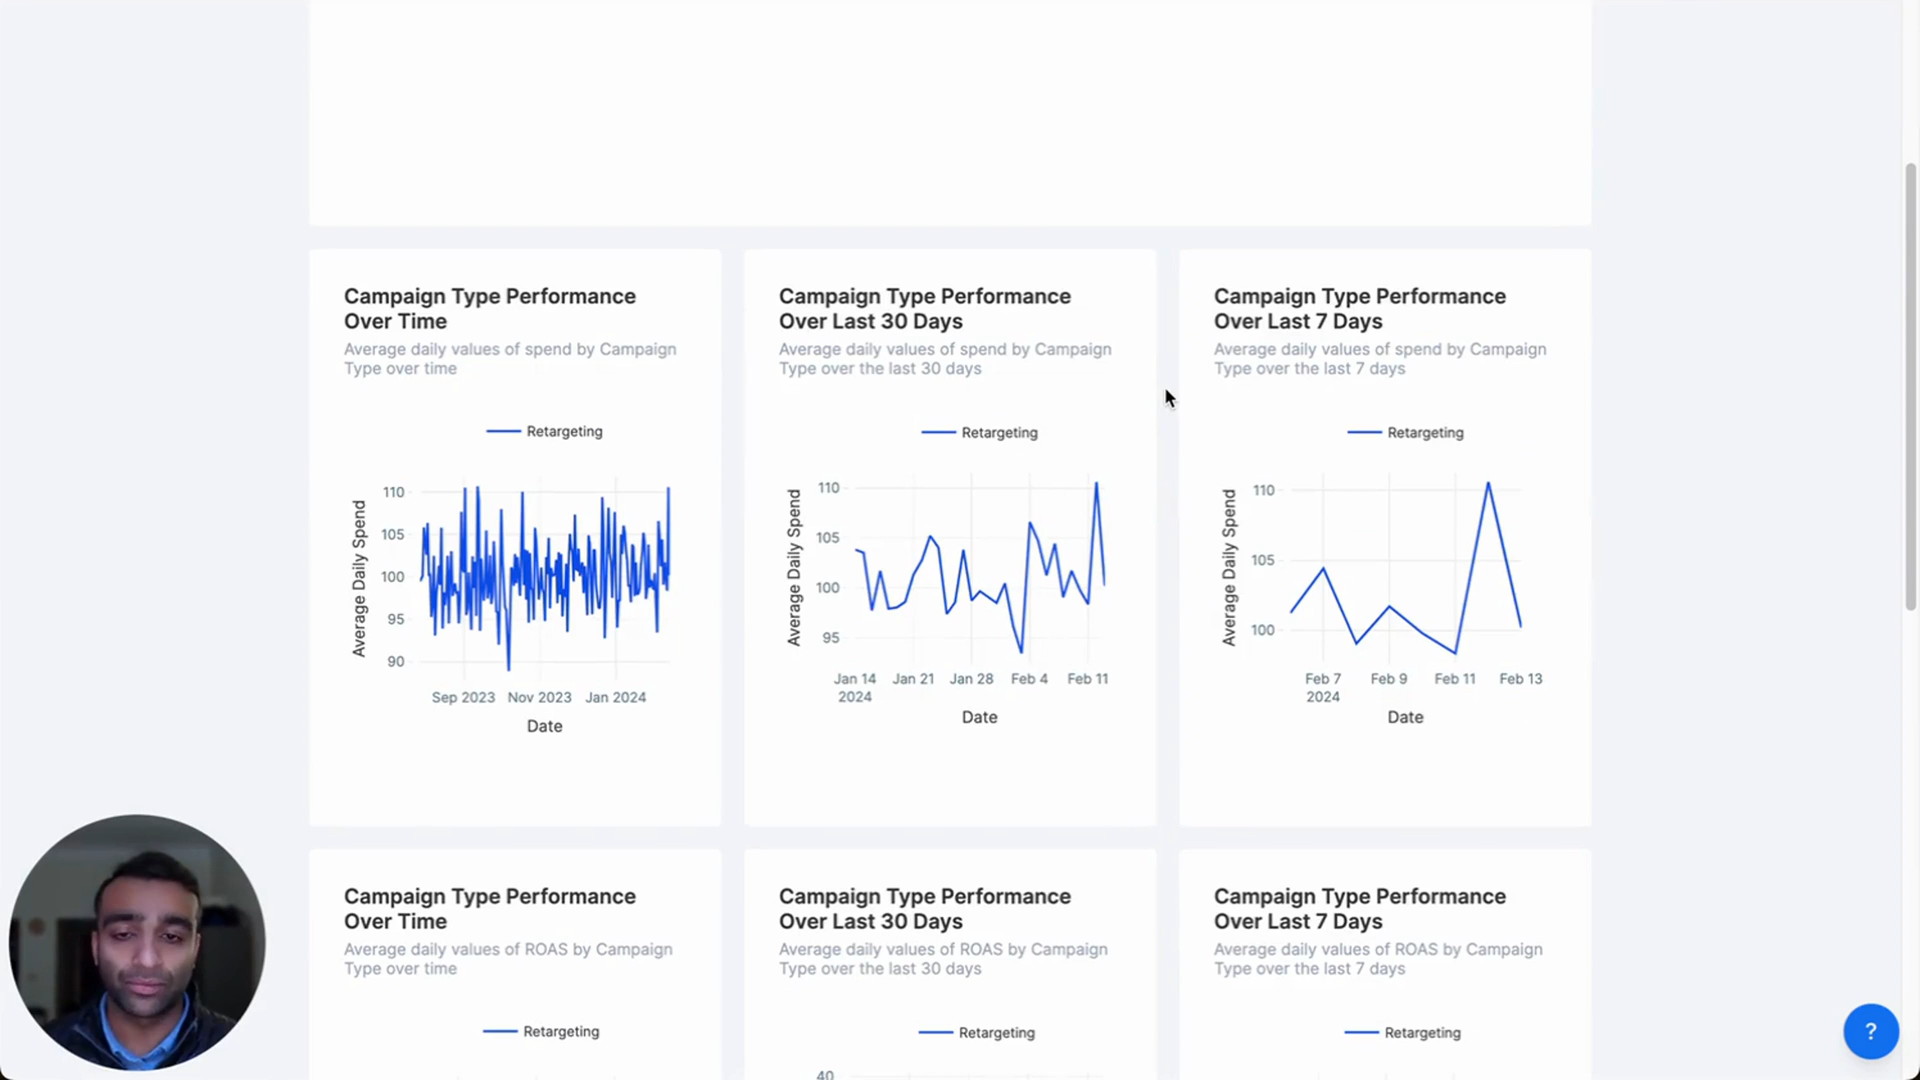 Campaign Type Performance
Over Time
Average daily values of spend by Campaign
Type over time
Retargeting
110
105
100
95
90
Average Daily Spend
Sep 2023 Nov 2023 Jan 2024
Date
Campaign Type Performance
Over Last 30 Days
Average daily values of spend by Campaign
Type over the last 30 days
Retargeting
110
105
100
95
Average Daily Spend
Jan 14 Jan 21 Jan 28 Feb 4 Feb 11
2024
Date
Campaign Type Performance
Over Last 7 Days
Average daily values of spend by Campaign
Type over the last 7 days
Retargeting
110
105
100
Average Daily Spend
Feb 7 Feb 9 Feb 11 Feb 13
2024
Date
Campaign Type Performance
Over Time
Average daily values of ROAS by Campaign
Type over time
Retargeting
Campaign Type Performance
Over Last 30 Days
Average daily values of ROAS by Campaign
Type over the last 30 days
Retargeting
40
Campaign Type Performance
Over Last 7 Days
Average daily values of ROAS by Campaign
Type over the last 7 days
Retargeting
?